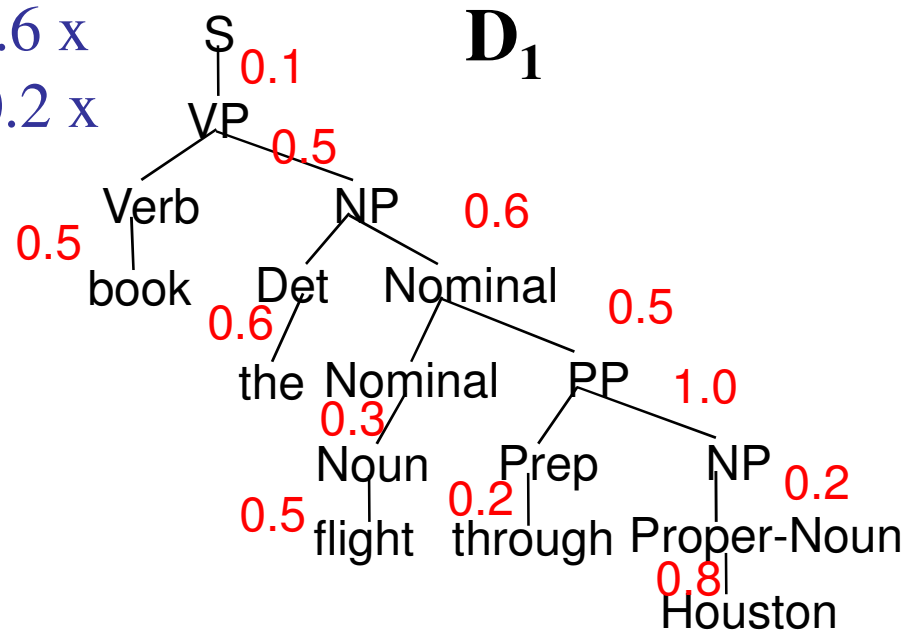 .6 x
S
D₁
0.1
0.2 x
VP
0.5
Verb
NP
0.6
0.5
book
Det
Nominal
0.6
0.5
the
Nominal
PP
1.0
0.3
Noun
Prep
NP
0.2
0.5
flight
0.2
through
Proper-Noun
0.8
Houston